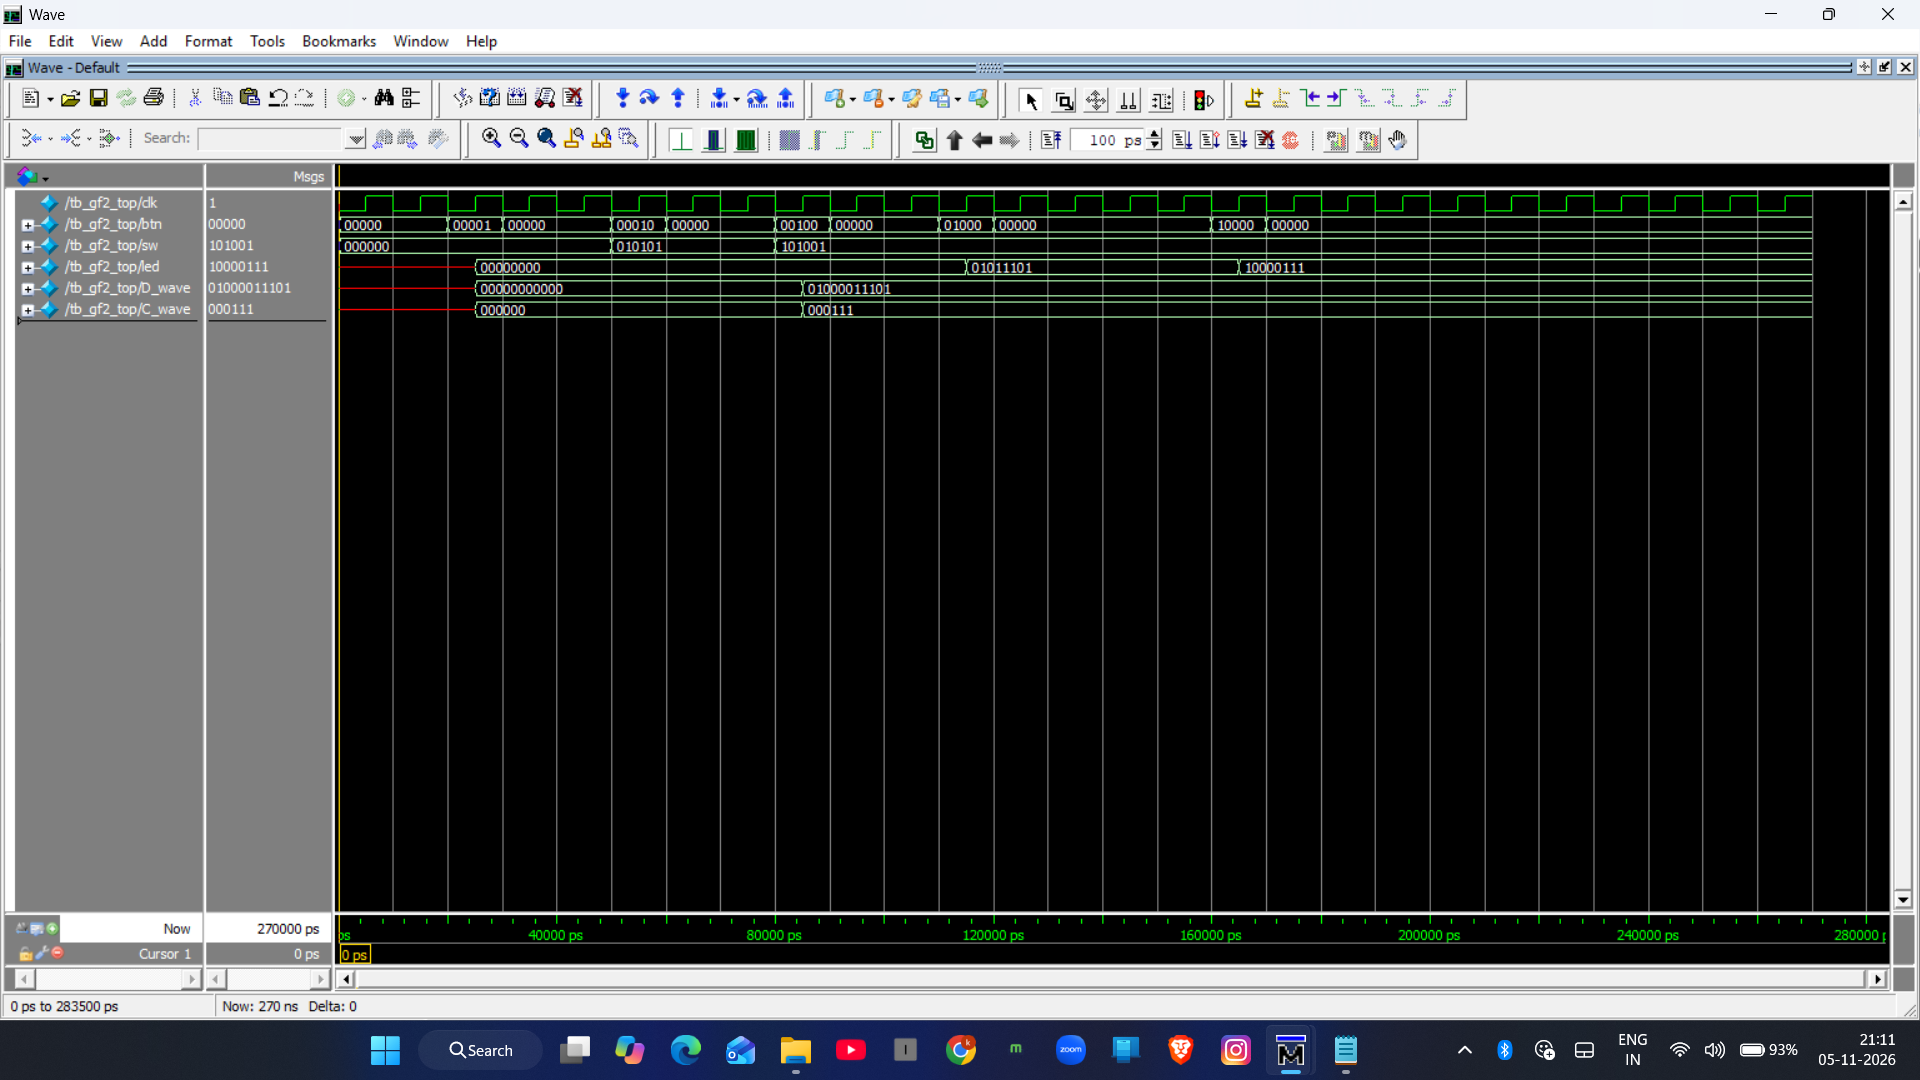 Wave
File Edit View Add Format Tools Bookmarks Window Help
Wave - Default
Search:
100 ps
Msgs
/tb_gf2_top/clk 1
/tb_gf2_top/btn 00000 00000 00001 00000 00010 00000 00100 00000 01000 00000 10000 00000
/tb_gf2_top/sw 101001 000000 010101 101001
/tb_gf2_top/led 10000111 00000000 01011101 10000111
/tb_gf2_top/D_wave 01000011101 00000000000 01000011101
/tb_gf2_top/C_wave 000111 000000 000111
Now 270000 ps ps 40000 ps 80000 ps 120000 ps 160000 ps 200000 ps 240000 ps 280000
Cursor 1 0 ps 0 ps
0 ps to 283500 ps Now: 270 ns Delta: 0
Search zoom ENG 93% 21:11
IN 05-11-2026